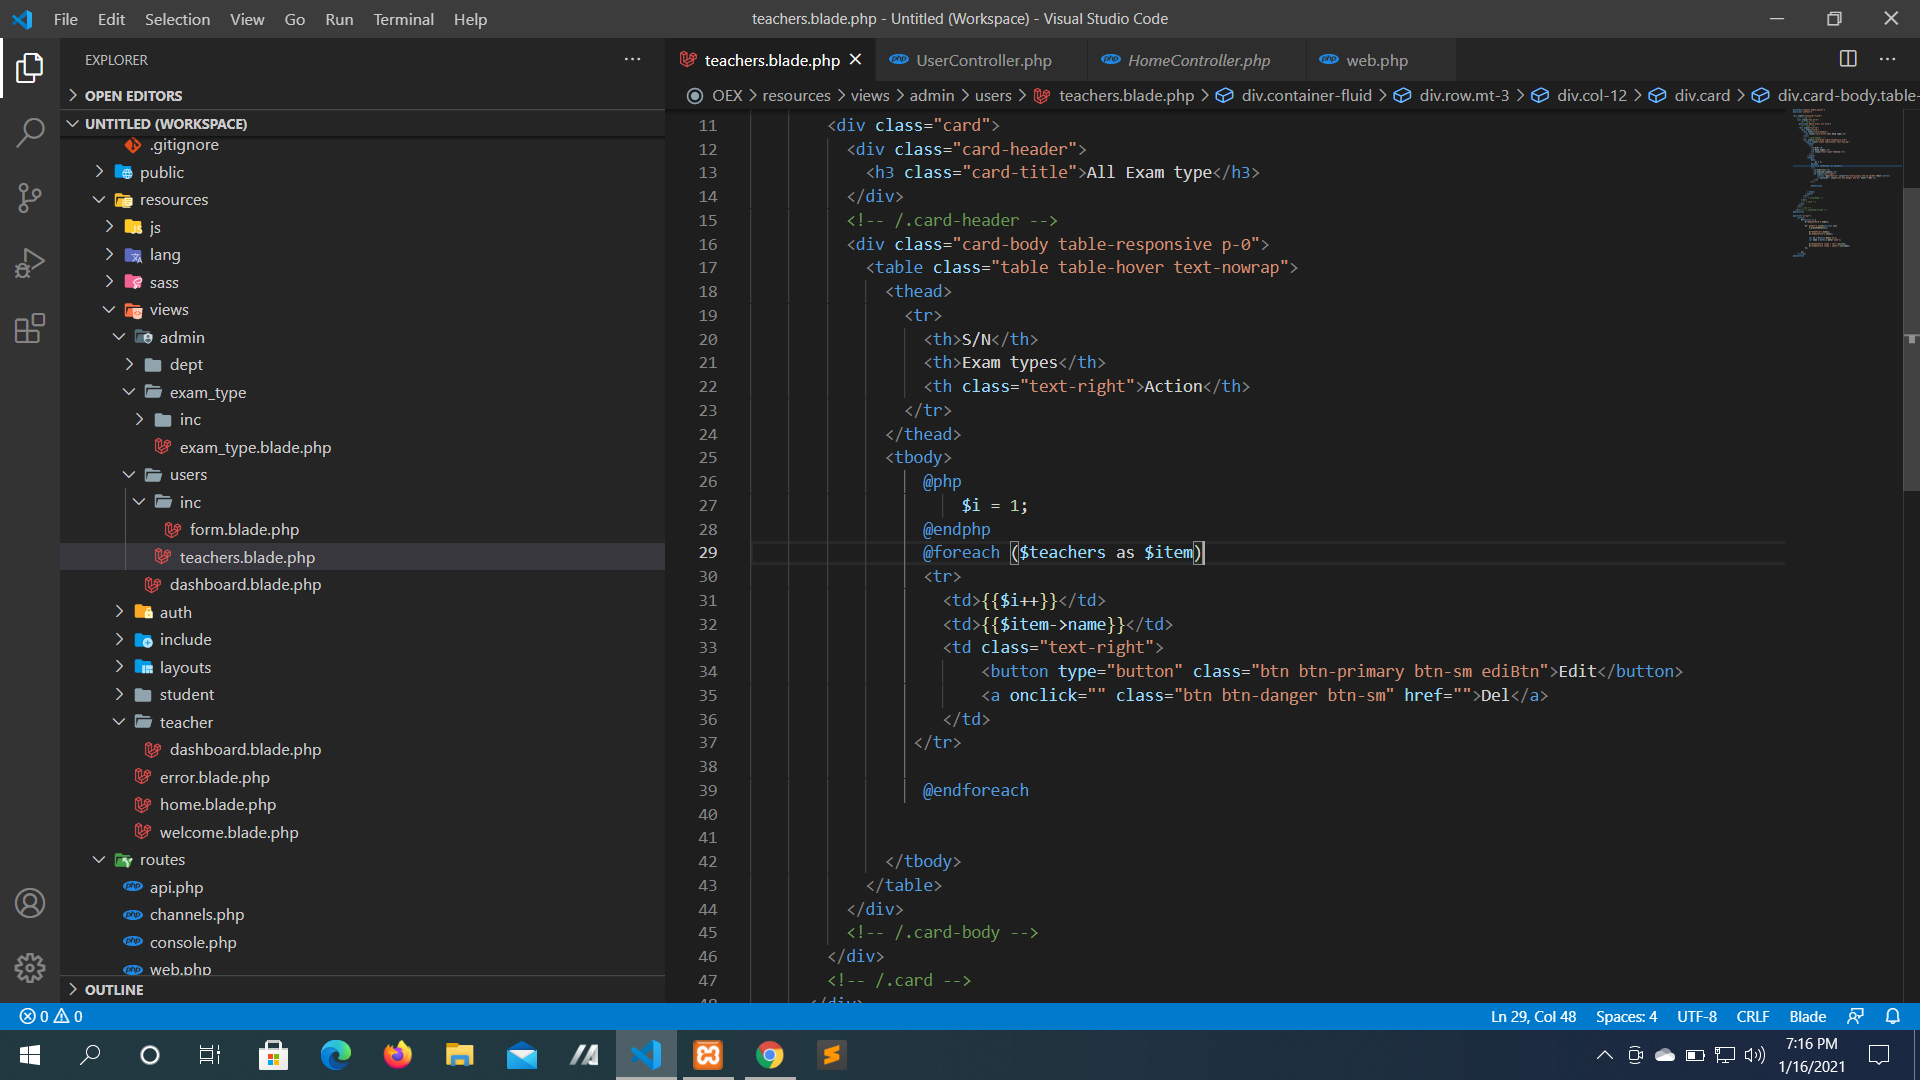 File Edit Selection View Go Run Terminal Help
teachers.blade.php - Untitled (Workspace) - Visual Studio Code
EXPLORER
OPEN EDITORS
UNTITLED (WORKSPACE)
.gitignore
public
resources
js
lang
sass
views
admin
dept
exam_type
inc
exam_type.blade.php
users
inc
form.blade.php
teachers.blade.php
dashboard.blade.php
auth
include
layouts
student
teacher
dashboard.blade.php
error.blade.php
home.blade.php
welcome.blade.php
routes
api.php
channels.php
console.php
web.php
OUTLINE
teachers.blade.php UserController.php HomeController.php web.php
OEX > resources > views > admin > users > teachers.blade.php > div.container-fluid > div.row.mt-3 > div.col-12 > div.card > div.card-body.table-
11 <div class="card">
12 <div class="card-header">
13 <h3 class="card-title">All Exam type</h3>
14 </div>
15 <!-- /.card-header -->
16 <div class="card-body table-responsive p-0">
17 <table class="table table-hover text-nowrap">
18 <thead>
19 <tr>
20 <th>S/N</th>
21 <th>Exam types</th>
22 <th class="text-right">Action</th>
23 </tr>
24 </thead>
25 <tbody>
26 @php
27 $i = 1;
28 @endphp
29 @foreach ($teachers as $item)
30 <tr>
31 <td>{{$i++}}</td>
32 <td>{{$item->name}}</td>
33 <td class="text-right">
34 <button type="button" class="btn btn-primary btn-sm ediBtn">Edit</button>
35 <a onclick="" class="btn btn-danger btn-sm" href="">Del</a>
36 </td>
37 </tr>
38
39 @endforeach
40
41
42 </tbody>
43 </table>
44 </div>
45 <!-- /.card-body -->
46 </div>
47 <!-- /.card -->
48 </div>
0 0
Ln 29, Col 48 Spaces: 4 UTF-8 CRLF Blade
7:16 PM
1/16/2021